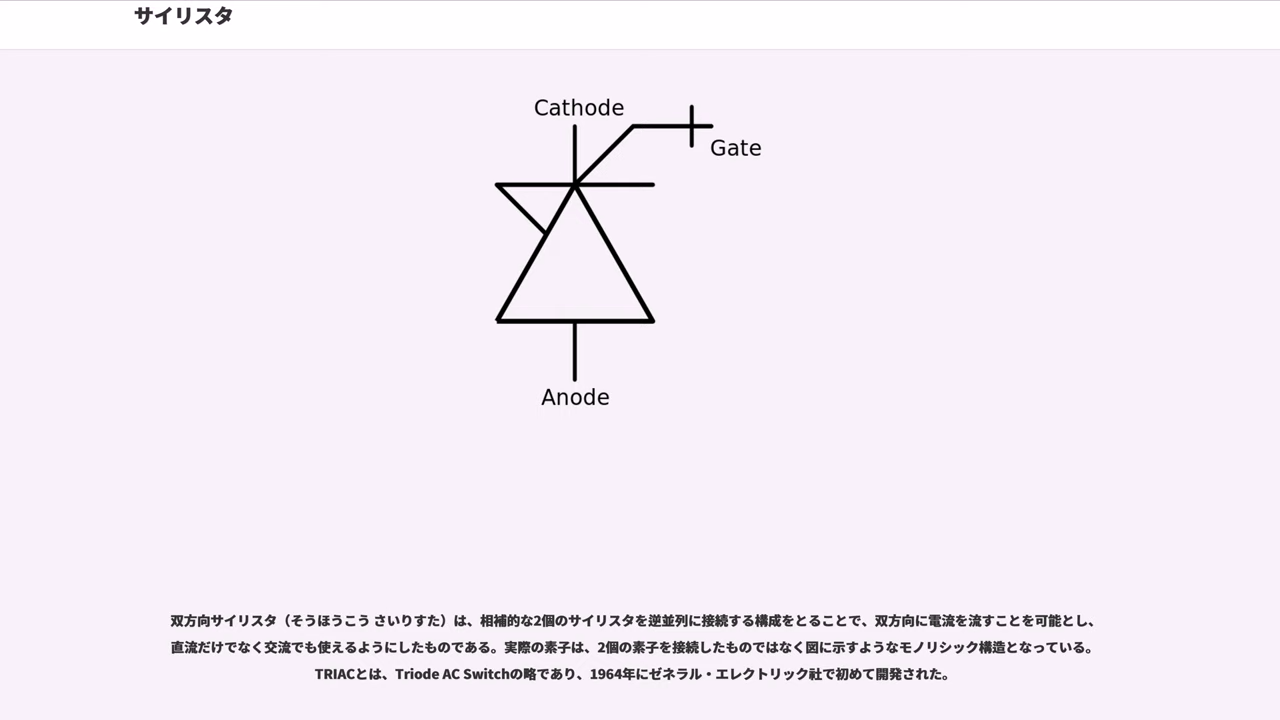 サイリスタ
Cathode
Gate
Anode
双方向サイリスタ（そうほうこう さいりすた）は、相補的な2個のサイリスタを逆並列に接続する構成をとることで、双方向に電流を流すことを可能とし、
直流だけでなく交流でも使えるようにしたものである。実際の素子は、2個の素子を接続したものではなく図に示すようなモノリシック構造となっている。
TRIACとは、Triode AC Switchの略であり、1964年にゼネラル・エレクトリック社で初めて開発された。